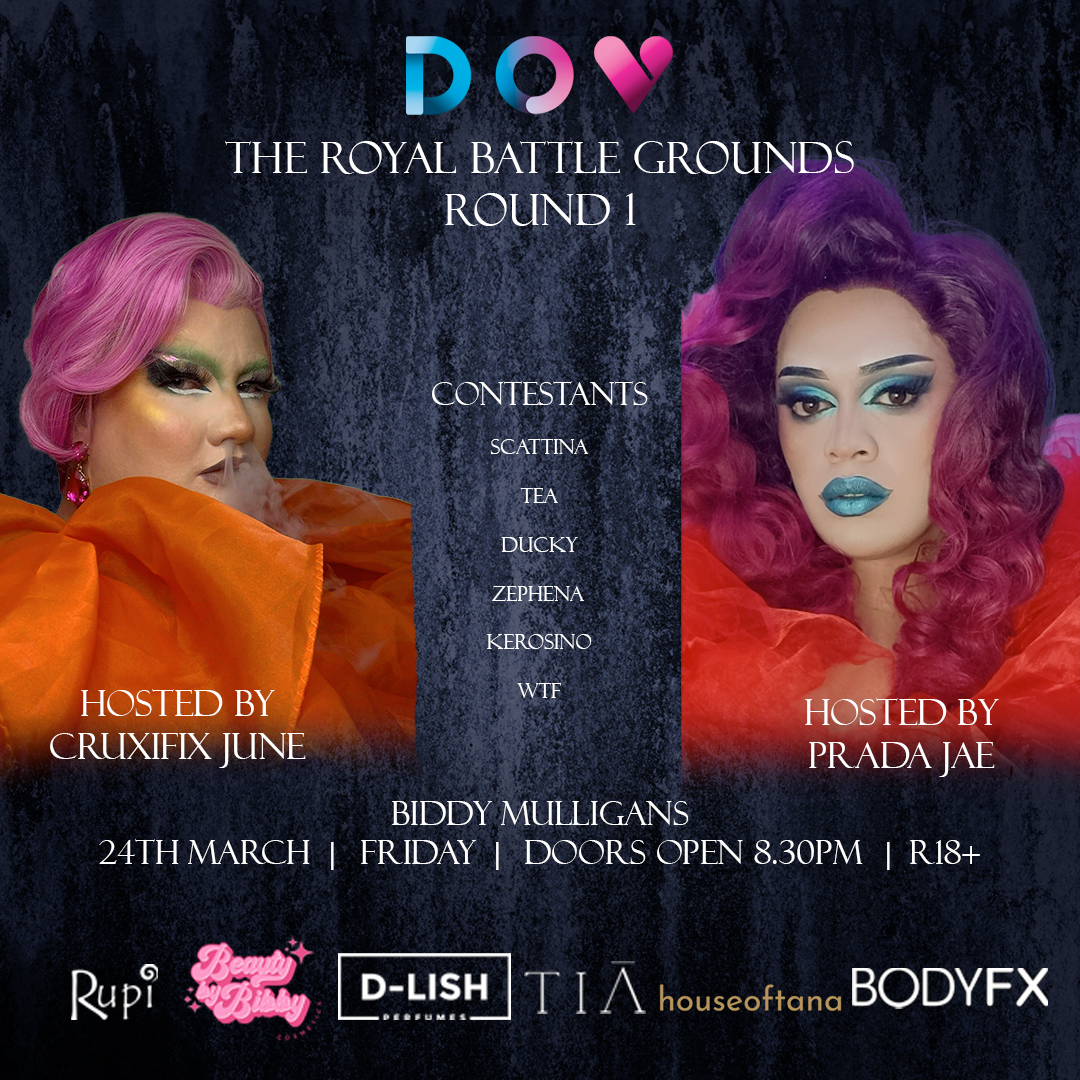 DOV
THE ROYAL BATTLE GROUNDS
ROUND 1
CONTESTANTS
SCATTINA
TEA
DUCKY
ZEPHENA
KEROSINO
WTF
HOSTED BY
CRUXIFIX JUNE
HOSTED BY
PRADA JAE
BIDDY MULLIGANS
24TH MARCH | FRIDAY | DOORS OPEN 8.30PM | R18+
Rupi
Beauty
by Bibby
COSMETICS
D-LISH
PERFUMES
TIĀ
houseoftana
BODYFX